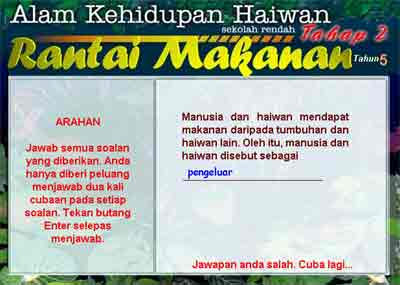 Alam Kehidupan Haiwan
sekolah rendah Tahap 2
Rantai Makanan Tahun 5
ARAHAN
Jawab semua soalan
yang diberikan. Anda
hanya diberi peluang
menjawab dua kali
cubaan pada setiap
soalan. Tekan butang
Enter selepas
menjawab.
Manusia dan haiwan mendapat
makanan daripada tumbuhan dan
haiwan lain. Oleh itu, manusia dan
haiwan disebut sebagai
pengeluar
Jawapan anda salah. Cuba lagi...